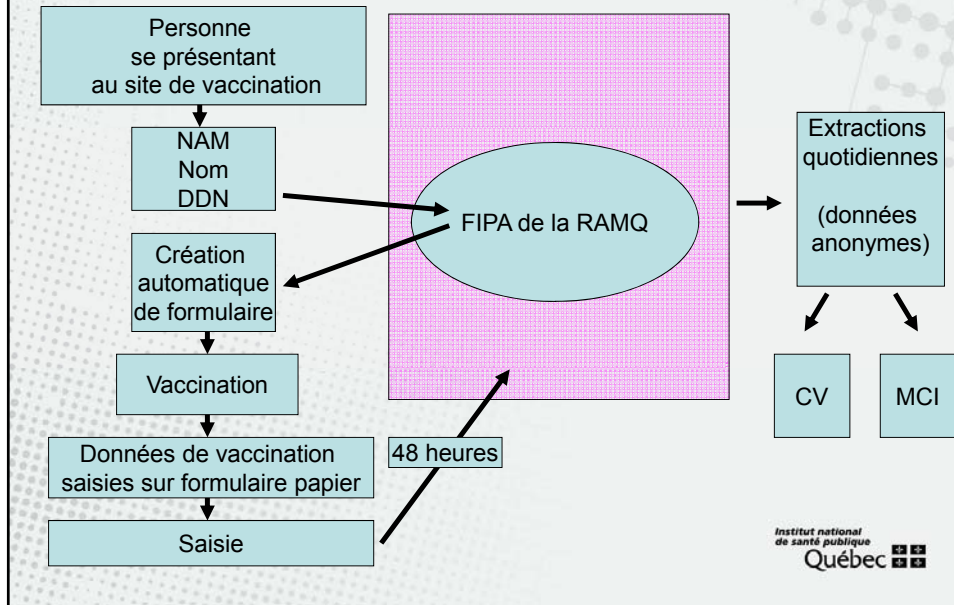 Personne
se présentant
au site de vaccination
NAM
Nom
DDN
FIPA de la RAMQ
Création
automatique
de formulaire
Vaccination
Données de vaccination
saisies sur formulaire papier
48 heures
Saisie
Extractions
quotidiennes
(données
anonymes)
CV
MCI
Institut national
de santé publique
Québec